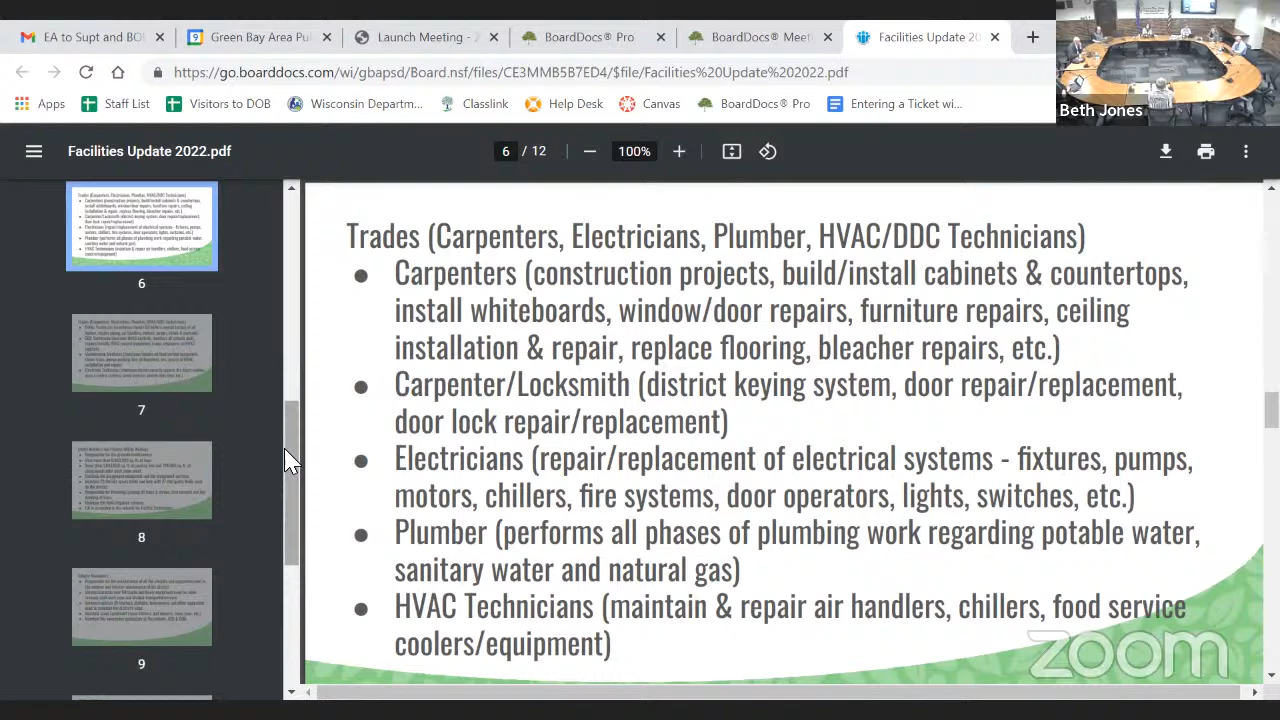 EA to Supt and BO
Green Bay Area Pu
Launch Me
BoardDocs® Pro
BoardDocs® Meet
Facilities Update 20
https://go.boarddocs.com/wi/gbaps/Board.nsf/files/CE3MMB5B7ED4/$file/Facilities%20Update%202022.pdf
Apps
Staff List
Visitors to DOB
Wisconsin Departm...
Classlink
Help Desk
Canvas
BoardDocs® Pro
Entering a Ticket wi...
Beth Jones
Facilities Update 2022.pdf
6 / 12
100%
6
7
8
9
Trades (Carpenters, Electricians, Plumber, HVAC/DDC Technicians)
● Carpenters (construction projects, build/install cabinets & countertops,
install whiteboards, window/door repairs, furniture repairs, ceiling
installation & repair, replace flooring, bleacher repairs, etc.)
● Carpenter/Locksmith (district keying system, door repair/replacement,
door lock repair/replacement)
● Electricians (repair/replacement of electrical systems - fixtures, pumps,
motors, chillers, fire systems, door operators, lights, switches, etc.)
● Plumber (performs all phases of plumbing work regarding potable water,
sanitary water and natural gas)
● HVAC Technicians (maintain & repair air handlers, chillers, food service
coolers/equipment)
zoom